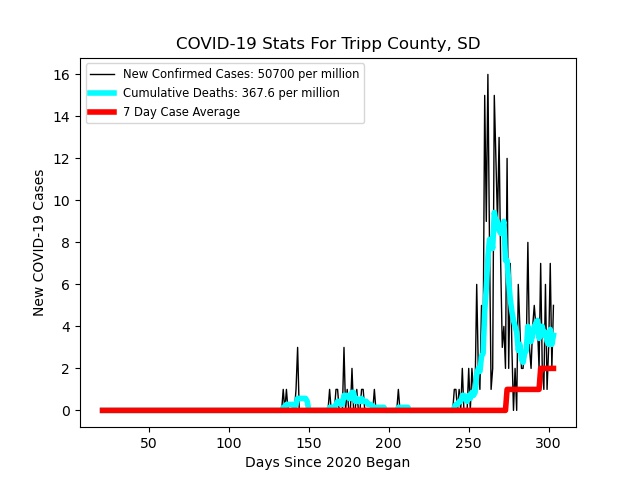 COVID-19 Stats For Tripp County, SD
New Confirmed Cases: 50700 per million
Cumulative Deaths: 367.6 per million
7 Day Case Average
New COVID-19 Cases
16
14
12
10
8
6
4
2
0
50 100 150 200 250 300
Days Since 2020 Began